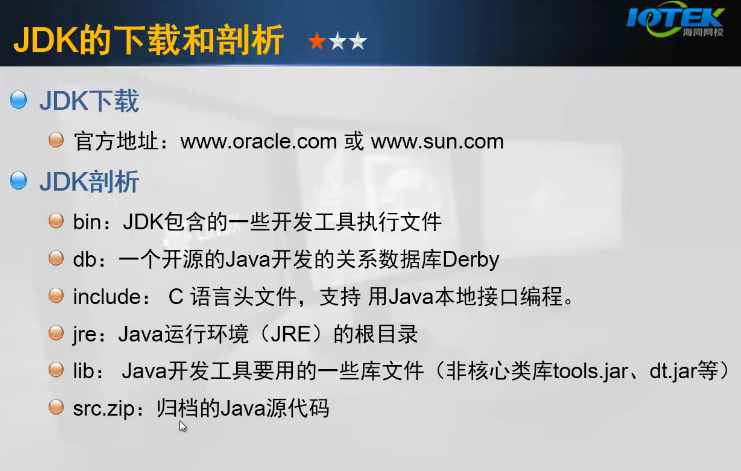 JDK的下载和剖析
IOTEK
海同网校
JDK下载
官方地址：www.oracle.com 或 www.sun.com
JDK剖析
bin：JDK包含的一些开发工具执行文件
db：一个开源的Java开发的关系数据库Derby
include： C 语言头文件，支持 用Java本地接口编程。
jre：Java运行环境（JRE）的根目录
lib： Java开发工具要用的一些库文件（非核心类库tools.jar、dt.jar等）
src.zip：归档的Java源代码